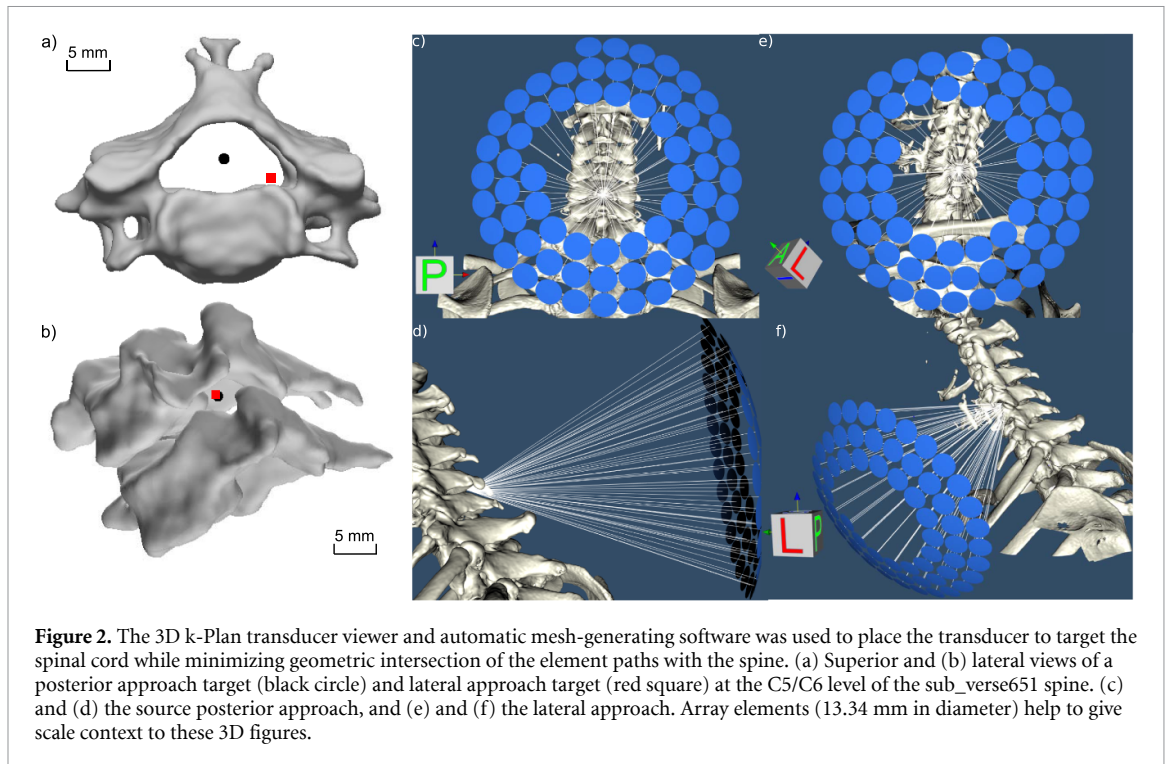 a)
5 mm
c)
e)
P
A
L
b)
5 mm
d)
f)
L
P
Figure 2. The 3D k-Plan transducer viewer and automatic mesh-generating software was used to place the transducer to target the
spinal cord while minimizing geometric intersection of the element paths with the spine. (a) Superior and (b) lateral views of a
posterior approach target (black circle) and lateral approach target (red square) at the C5/C6 level of the sub_verse651 spine. (c)
and (d) the source posterior approach, and (e) and (f) the lateral approach. Array elements (13.34 mm in diameter) help to give
scale context to these 3D figures.